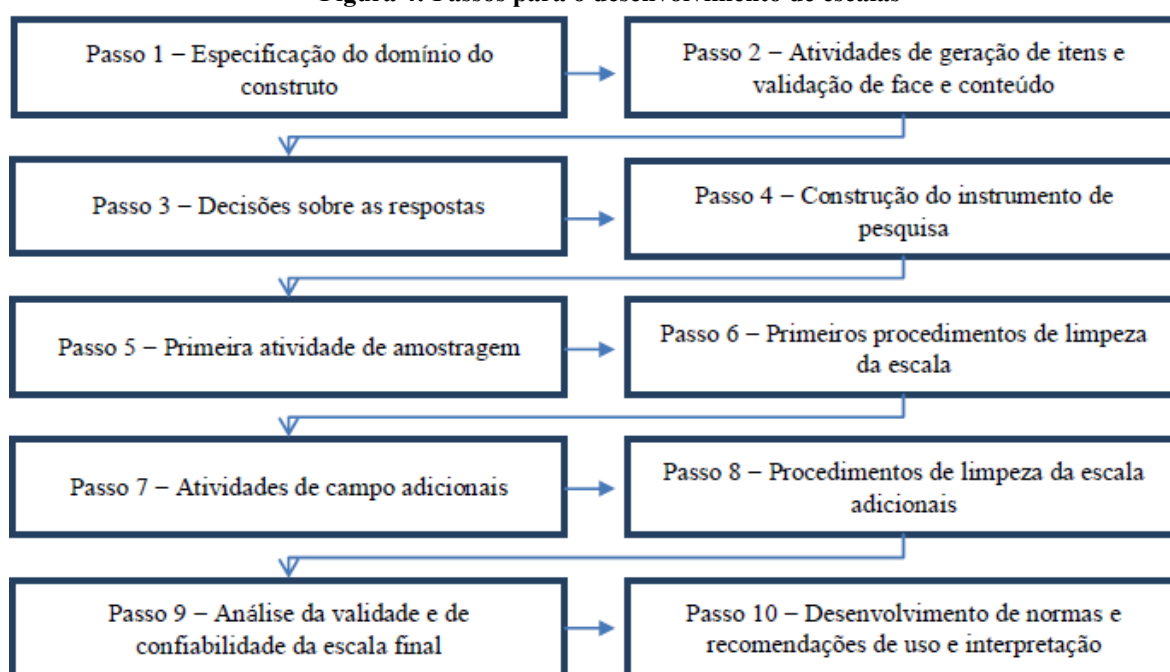 Figura 4: Passos para o desenvolvimento de escalas
Passo 1 – Especificação do domínio do
construto
Passo 2 – Atividades de geração de itens e
validação de face e conteúdo
Passo 3 – Decisões sobre as respostas
Passo 4 – Construção do instrumento de
pesquisa
Passo 5 – Primeira atividade de amostragem
Passo 6 – Primeiros procedimentos de limpeza
da escala
Passo 7 – Atividades de campo adicionais
Passo 8 – Procedimentos de limpeza da escala
adicionais
Passo 9 – Análise da validade e de
confiabilidade da escala final
Passo 10 – Desenvolvimento de normas e
recomendações de uso e interpretação